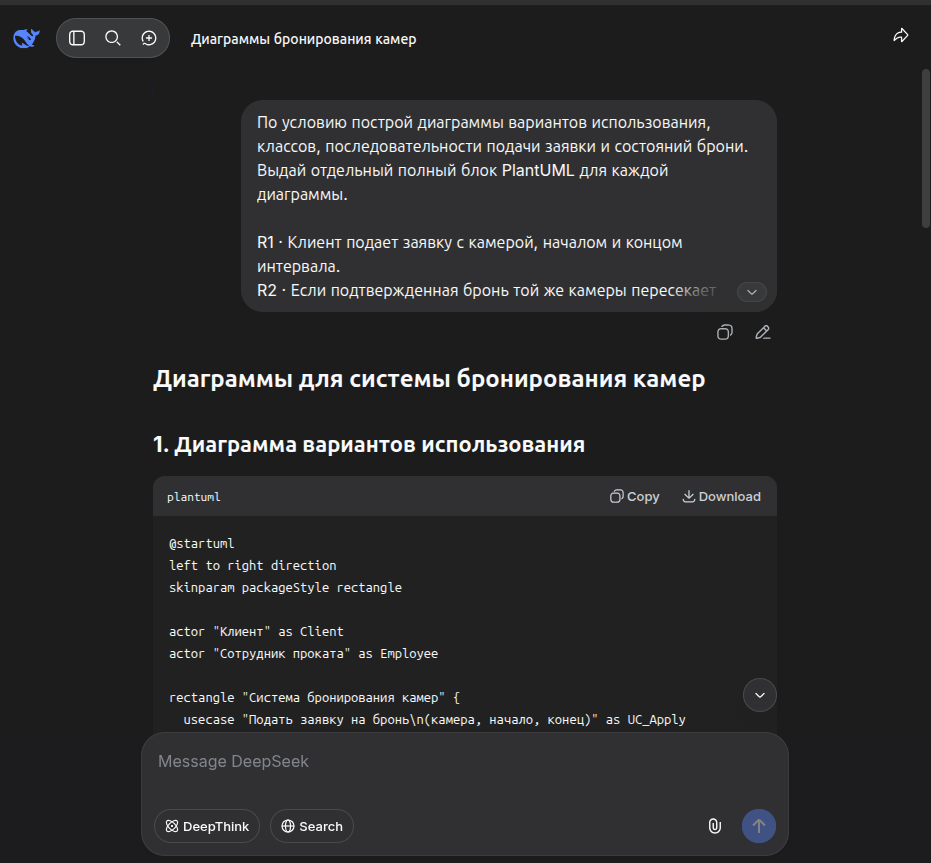 Диаграммы бронирования камер
По условию построй диаграммы вариантов использования,
классов, последовательности подачи заявки и состояний брони.
Выдай отдельный полный блок PlantUML для каждой
диаграммы.
R1 · Клиент подает заявку с камерой, началом и концом
интервала.
R2 · Если подтвержденная бронь той же камеры пересекает
Диаграммы для системы бронирования камер
1. Диаграмма вариантов использования
plantuml
Copy
Download
@startuml
left to right direction
skinparam packageStyle rectangle
actor "Клиент" as Client
actor "Сотрудник проката" as Employee
rectangle "Система бронирования камер" {
usecase "Подать заявку на бронь\n(камера, начало, конец)" as UC_Apply
Message DeepSeek
DeepThink
Search